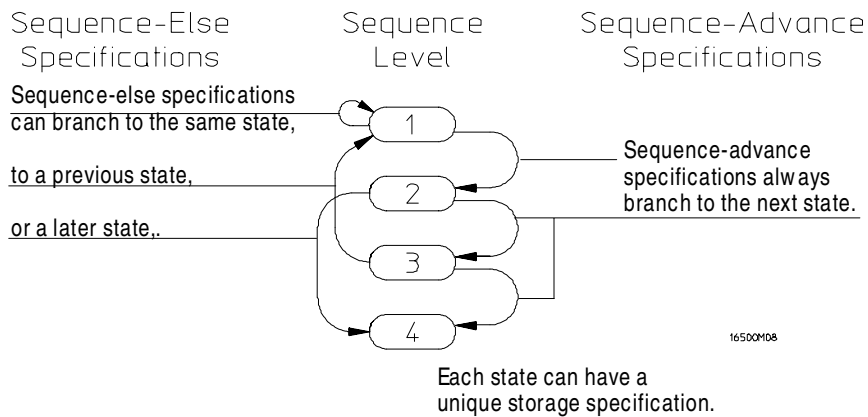 Sequence-Else
Specifications
Sequence
Level
Sequence-Advance
Specifications
Sequence-else specifications
can branch to the same state,
to a previous state,
or a later state,.
1
2
3
4
Sequence-advance
specifications always
branch to the next state.
16500M08
Each state can have a
unique storage specification.